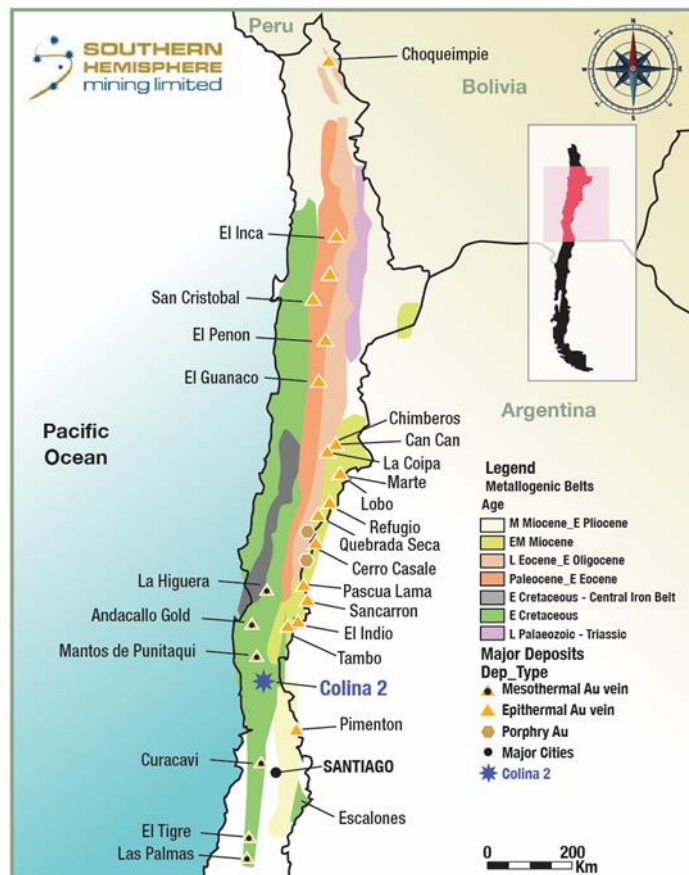 SOUTHERN
HEMISPHERE
mining limited
Peru
Choqueimpie
Bolivia
El Inca
San Cristobal
El Penon
El Guanaco
Argentina
Chimberos
Can Can
La Coipa
Marte
Lobo
Refugio
Quebrada Seca
Cerro Casale
Pacific
Ocean
La Higuera
Pascua Lama
Andacallo Gold
Sancarron
El Indio
Mantos de Punitaqui
Tambo
Colina 2
Pimenton
Curacavi
SANTIAGO
Escalones
El Tigre
Las Palmas
Legend
Metallogenic Belts
Age
M Miocene_E Pliocene
EM Miocene
L Eocene_E Oligocene
Paleocene_E Eocene
E Cretaceous - Central Iron Belt
E Cretaceous
L Palaeozoic - Triassic
Major Deposits
Dep_Type
Mesothermal Au vein
Epithermal Au vein
Porphry Au
Major Cities
Colina 2
0 200
Km